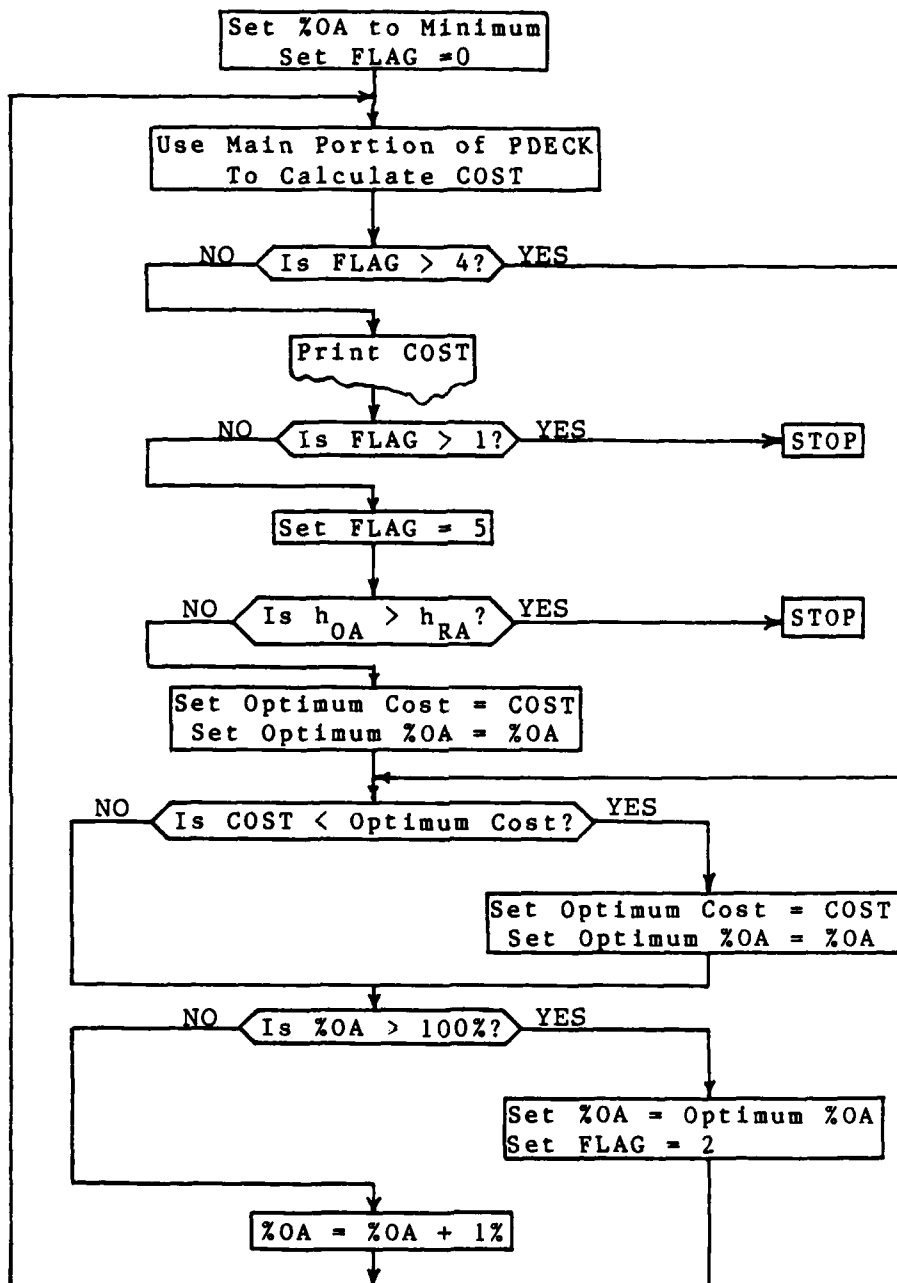 Set %OA to Minimum
Set FLAG =0
Use Main Portion of PDECK
To Calculate COST
NO
Is FLAG > 4?
YES
Print COST
NO
Is FLAG > 1?
YES
STOP
Set FLAG = 5
NO
Is hOA > hRA?
YES
STOP
Set Optimum Cost = COST
Set Optimum %OA = %OA
NO
Is COST < Optimum Cost?
YES
Set Optimum Cost = COST
Set Optimum %OA = %OA
NO
Is %OA > 100%?
YES
Set %OA = Optimum %OA
Set FLAG = 2
%OA = %OA + 1%